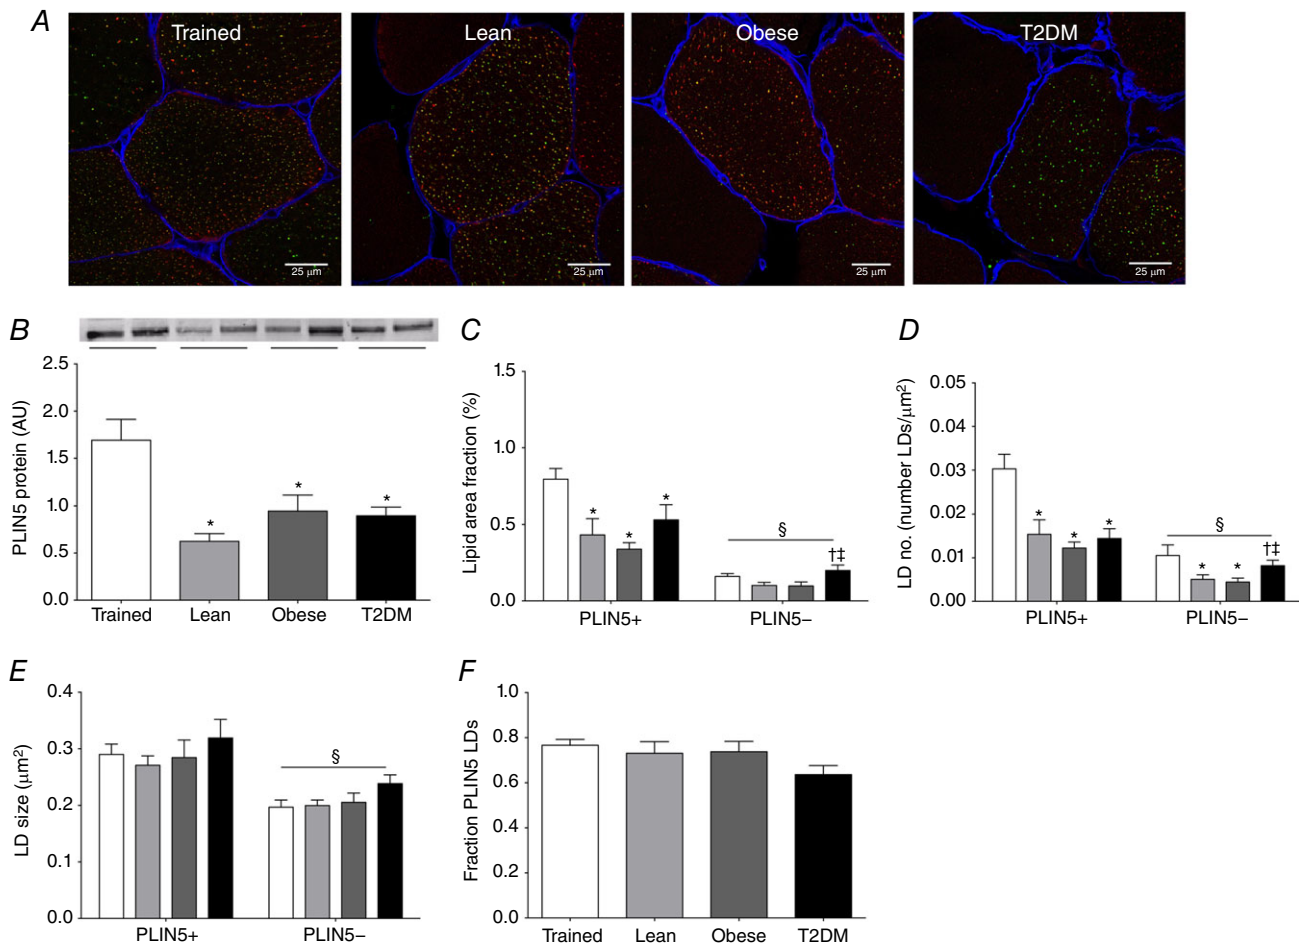 A
Trained
Lean
Obese
T2DM
25 μm
25 μm
25 μm
25 μm
B
PLIN5 protein (AU)
2.5
2.0
1.5
1.0
0.5
0.0
*
*
*
Trained
Lean
Obese
T2DM
C
Lipid area fraction (%)
1.5
1.0
0.5
0.0
*
*
*
§
†‡
PLIN5+
PLIN5–
D
LD no. (number LDs/μm²)
0.05
0.04
0.03
0.02
0.01
0.00
*
*
*
§
*
*
†‡
PLIN5+
PLIN5–
E
LD size (μm²)
0.4
0.3
0.2
0.1
0.0
§
PLIN5+
PLIN5–
F
Fraction PLIN5 LDs
1.0
0.8
0.6
0.4
0.2
0.0
Trained
Lean
Obese
T2DM